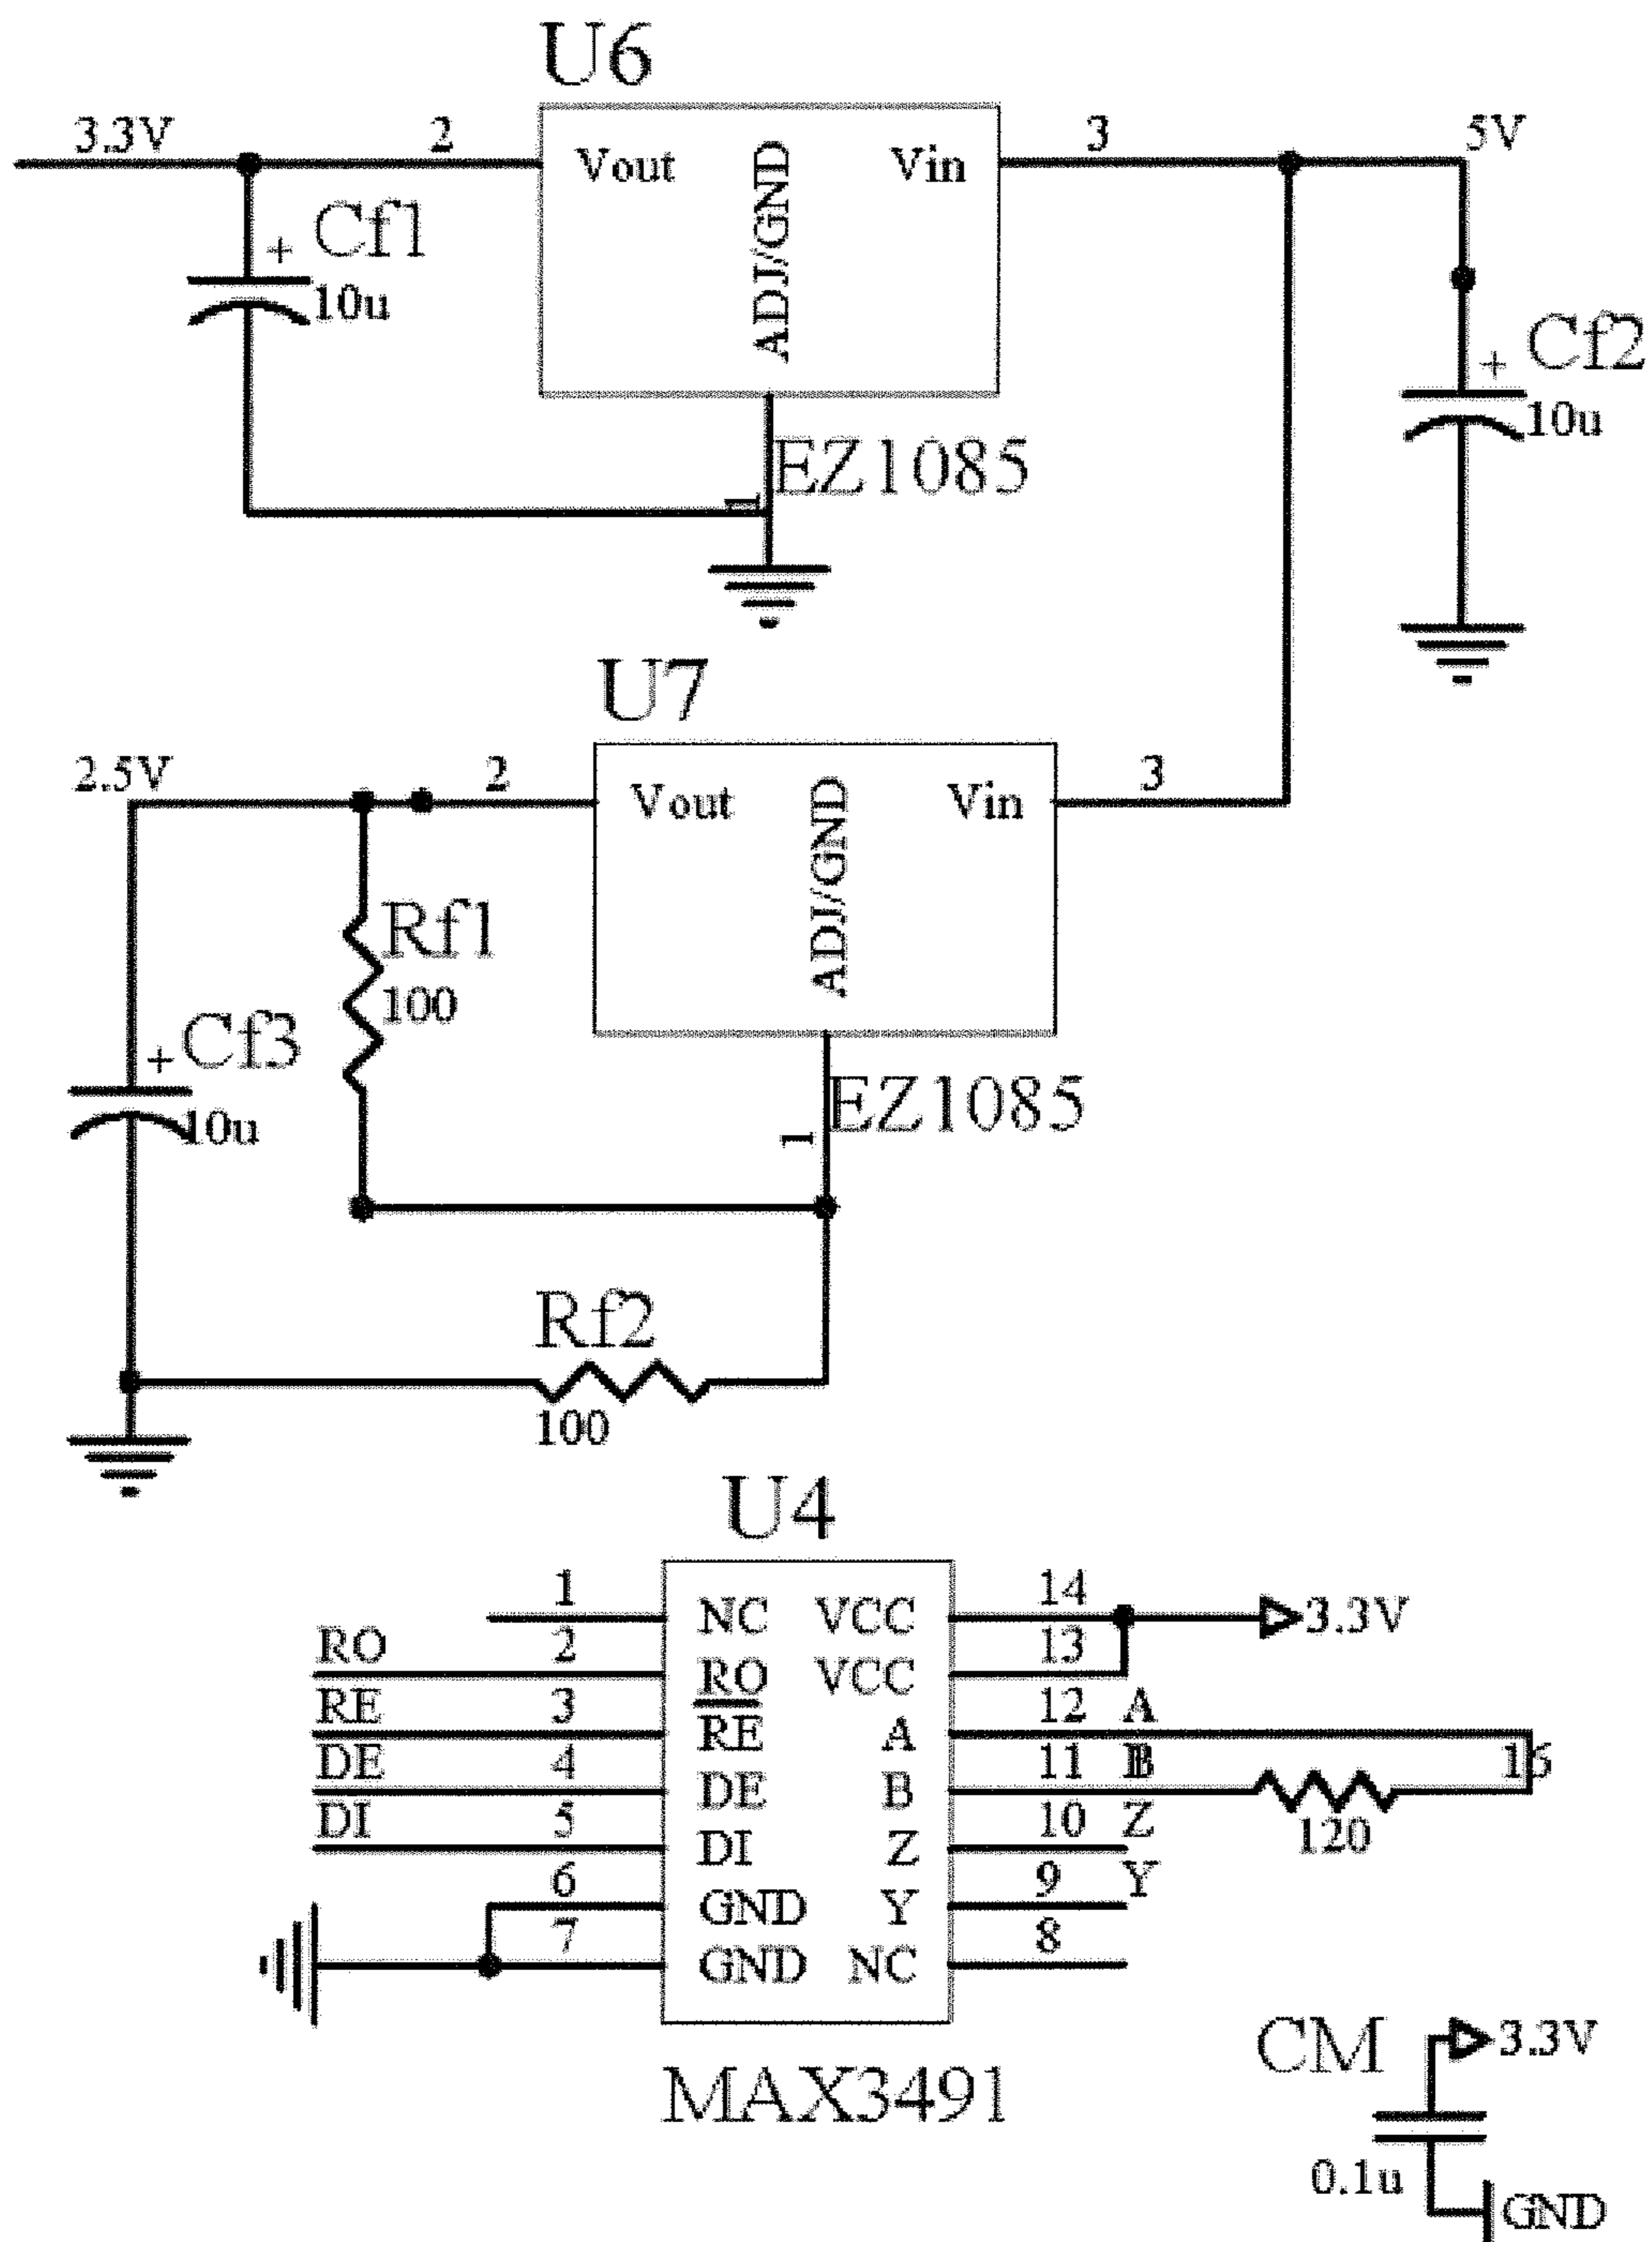 U6
3.3V 2 Vout ADJ/GND Vin 3 5V
+ Cf1
10u
+ Cf2
10u
1 EZ1085
U7
2.5V 2 Vout ADJ/GND Vin 3
Rf1
100
+ Cf3
10u
1 EZ1085
Rf2
100
U4
1 NC VCC 14 3.3V
RO 2 RO VCC 13
RE 3 RE A 12 A
DE 4 DE B 11 B
120
DI 5 DI Z 10 Z
6 GND Y 9 Y
7 GND NC 8
MAX3491
CM 3.3V
0.1u
GND